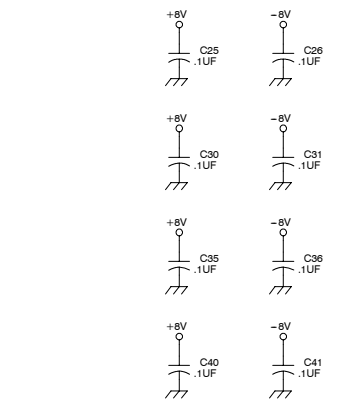 +8V
C25
.1UF
−8V
C26
.1UF
+8V
C30
.1UF
−8V
C31
.1UF
+8V
C35
.1UF
−8V
C36
.1UF
+8V
C40
.1UF
−8V
C41
.1UF